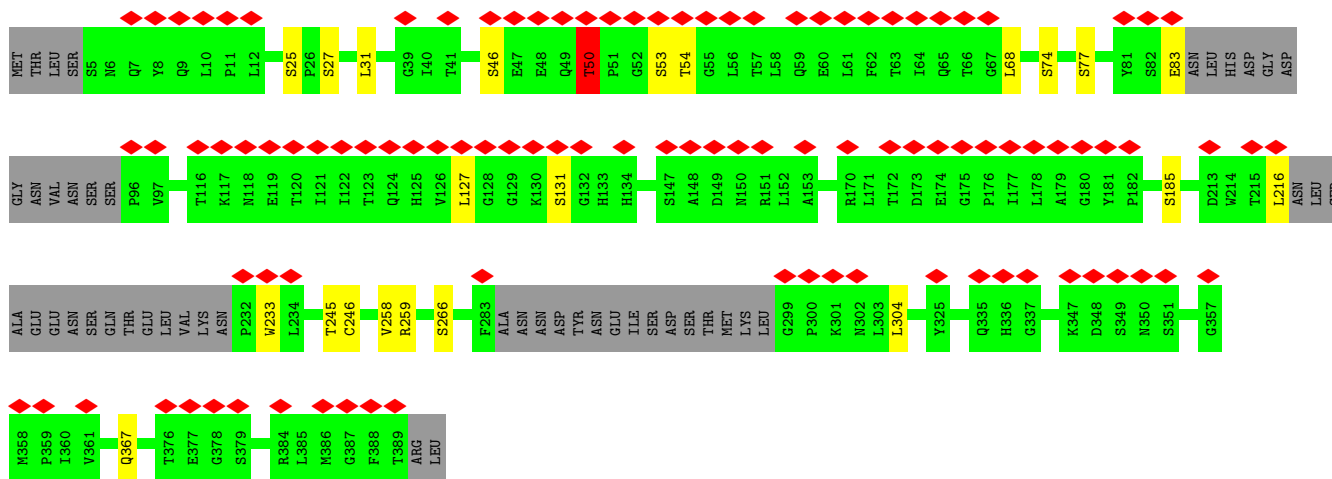 MET THR LEU SER S5 N6 Q7 Y8 Q9 L10 P11 L12 S25 P26 S27 L31 G39 I40 T41 S46 E47 E48 Q49 T50 P51 G52 S53 T54 G55 L56 T57 L58 Q59 E60 L61 F62 T63 I64 Q65 T66 G67 L68 S74 S77 Y81 S82 E83 ASN LEU HIS ASP GLY ASP
GLY ASN VAL ASN SER SER P96 V97 T116 K117 N118 E119 T120 I121 I122 T123 Q124 H125 V126 L127 G128 G129 K130 S131 G132 H133 H134 S147 A148 D149 N150 R151 L152 A153 R170 L171 T172 D173 E174 G175 P176 I177 L178 A179 G180 Y181 P182 S185 D213 W214 T215 L216 ASN LEU
ALA GLU GLU ASN SER GLN THR GLU LEU VAL LYS ASN P232 W233 L234 T245 C246 V258 R259 S266 F283 ALA ASN ASN ASP TYR ASN GLU ILE SER ASP SER THR MET LYS LEU G299 P300 K301 N302 L303 L304 Y325 Q335 H336 G337 K347 D348 S349 N350 S351 G357
M358 P359 I360 V361 Q367 T376 E377 G378 S379 R384 L385 M386 G387 F388 T389 ARG LEU